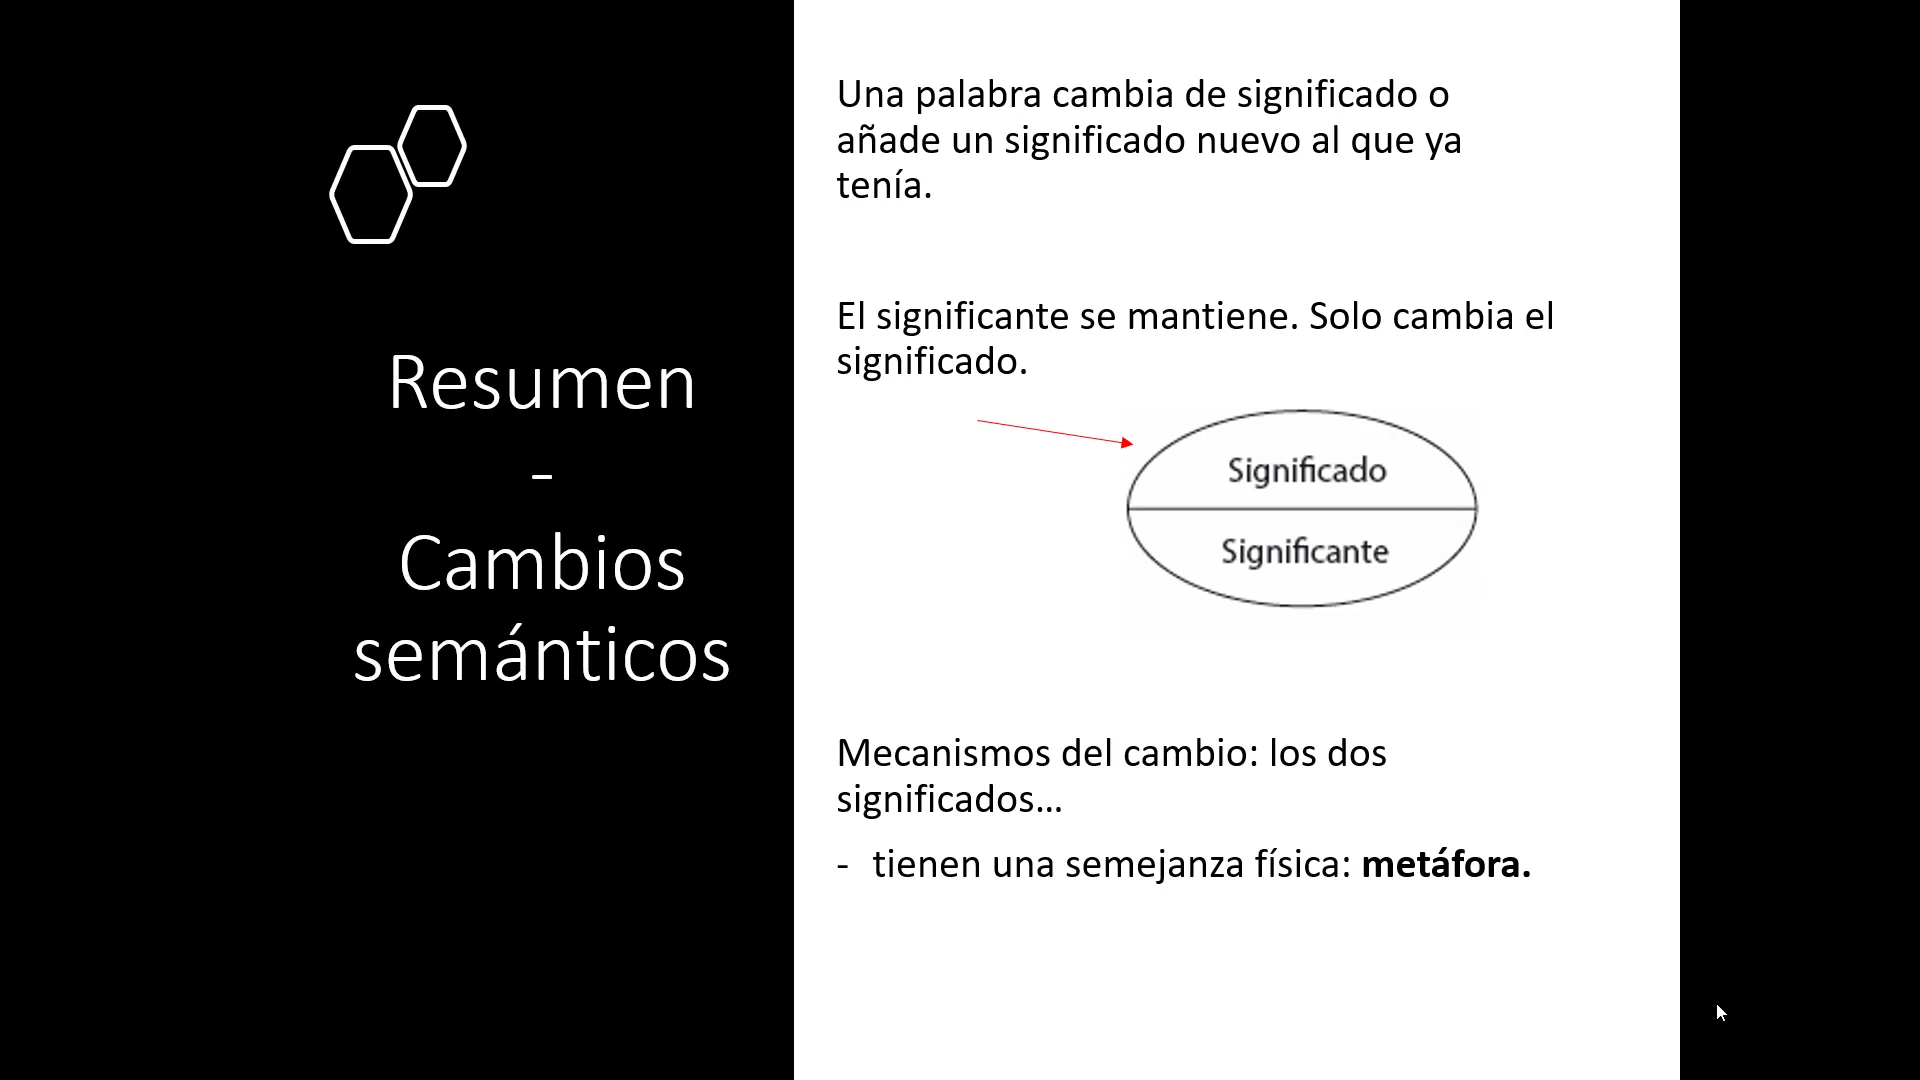 Resumen
-
Cambios
semánticos
Una palabra cambia de significado o
añade un significado nuevo al que ya
tenía.
El significante se mantiene. Solo cambia el
significado.
Significado
Significante
Mecanismos del cambio: los dos
significados...
- tienen una semejanza física: metáfora.